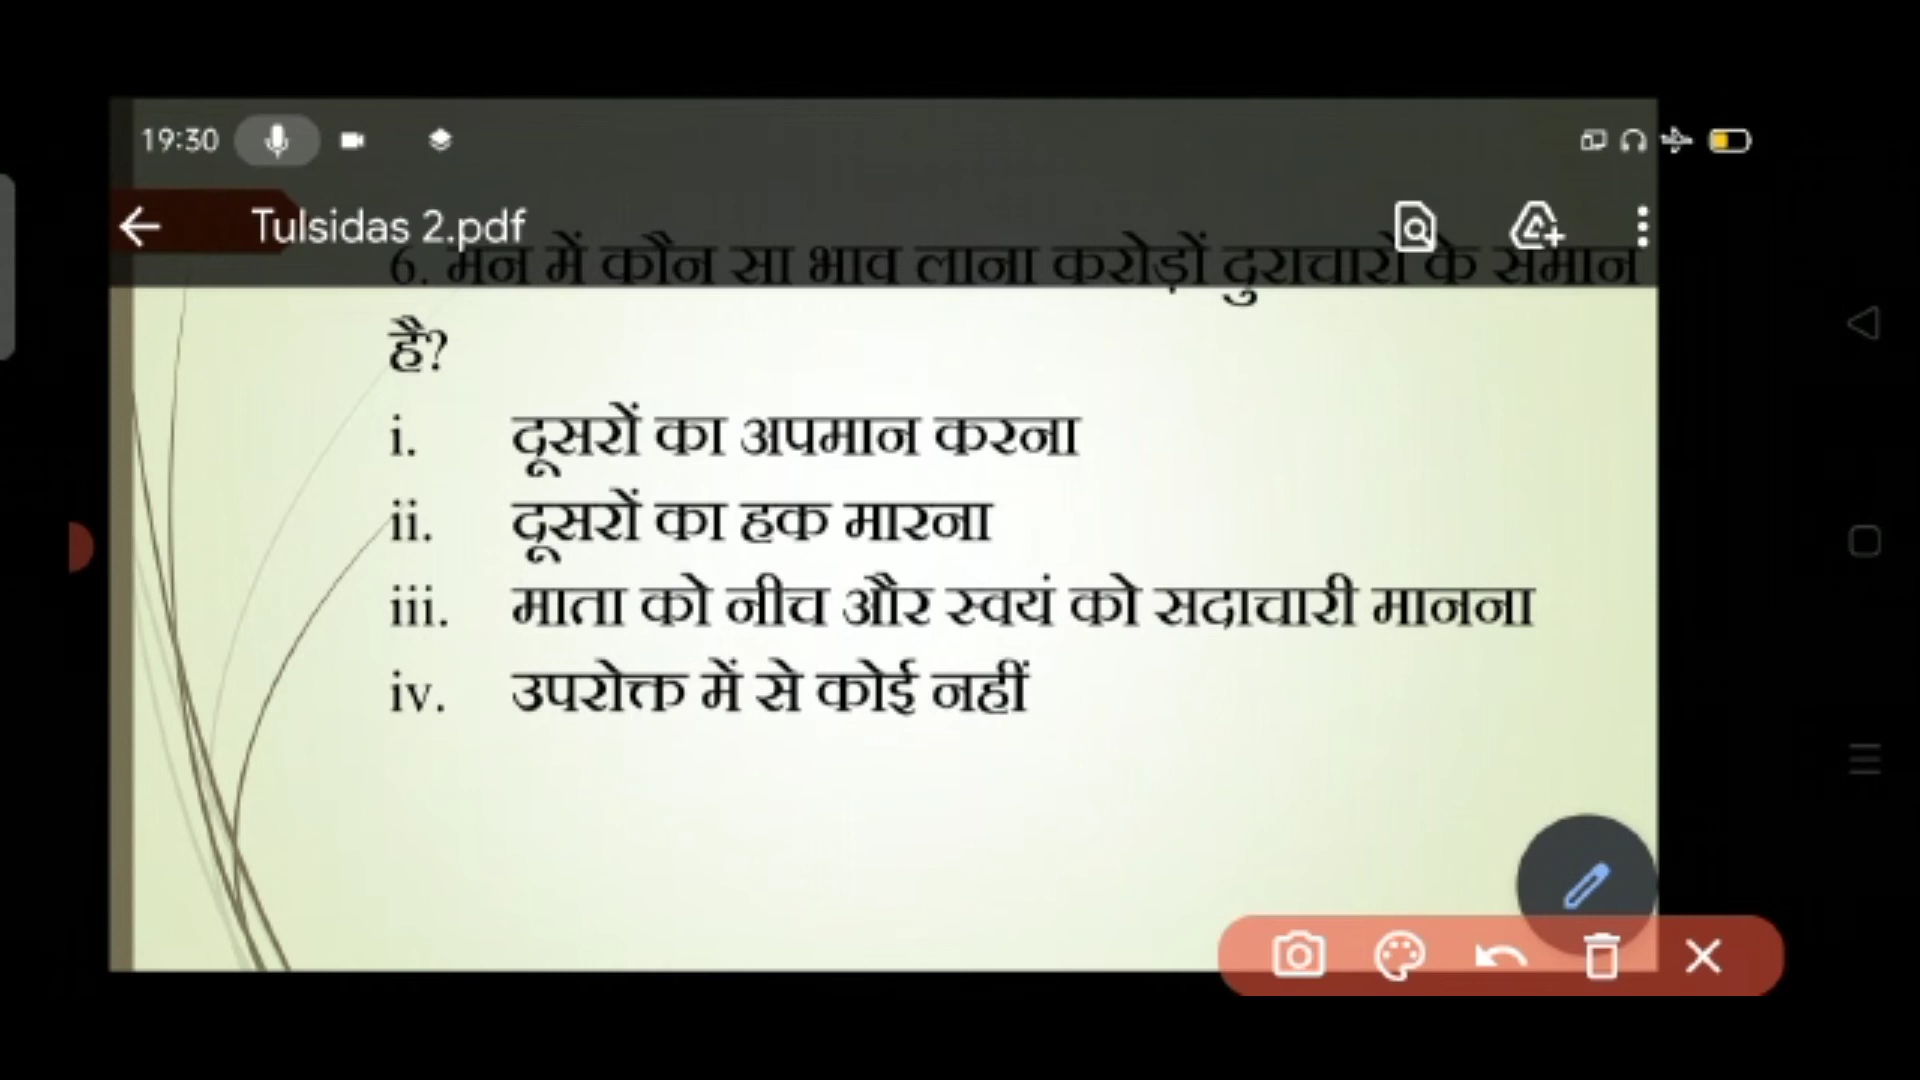 19:30
Tulsidas 2.pdf
6. मन में कौन सा भाव लाना करोड़ों दुराचारों के समान
है?
i. दूसरों का अपमान करना
ii. दूसरों का हक मारना
iii. माता को नीच और स्वयं को सदाचारी मानना
iv. उपरोक्त में से कोई नहीं